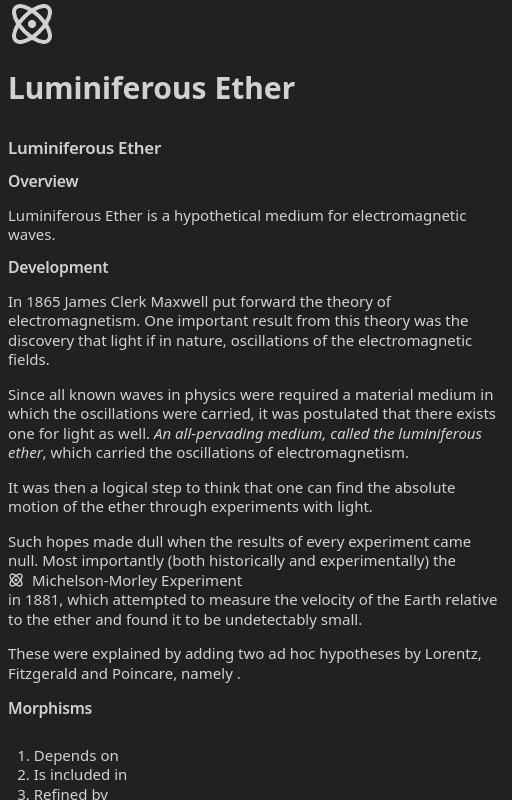 Luminiferous Ether
Luminiferous Ether
Overview
Luminiferous Ether is a hypothetical medium for electromagnetic
waves.
Development
In 1865 James Clerk Maxwell put forward the theory of
electromagnetism. One important result from this theory was the
discovery that light if in nature, oscillations of the electromagnetic
fields.
Since all known waves in physics were required a material medium in
which the oscillations were carried, it was postulated that there exists
one for light as well. An all-pervading medium, called the luminiferous
ether, which carried the oscillations of electromagnetism.
It was then a logical step to think that one can find the absolute
motion of the ether through experiments with light.
Such hopes made dull when the results of every experiment came
null. Most importantly (both historically and experimentally) the
Michelson-Morley Experiment
in 1881, which attempted to measure the velocity of the Earth relative
to the ether and found it to be undetectably small.
These were explained by adding two ad hoc hypotheses by Lorentz,
Fitzgerald and Poincare, namely .
Morphisms
1. Depends on
2. Is included in
3. Refined by